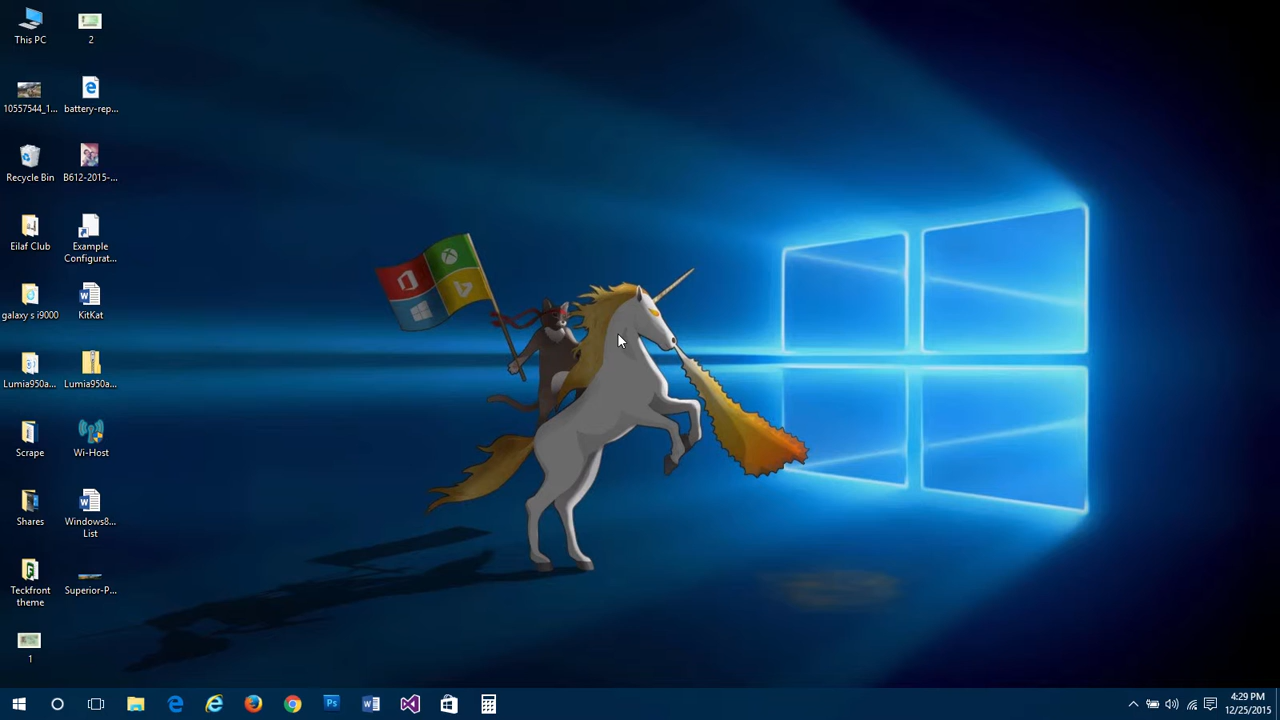 This PC
2
10557544_1...
battery-rep...
Recycle Bin
B612-2015-...
Eilaf Club
Example
Configurat...
galaxy s i9000
KitKat
Lumia950a...
Lumia950a...
Scrape
Wi-Host
Shares
Windows8...
List
Teckfront
theme
Superior-P...
1
Ps
4:29 PM
12/25/2015